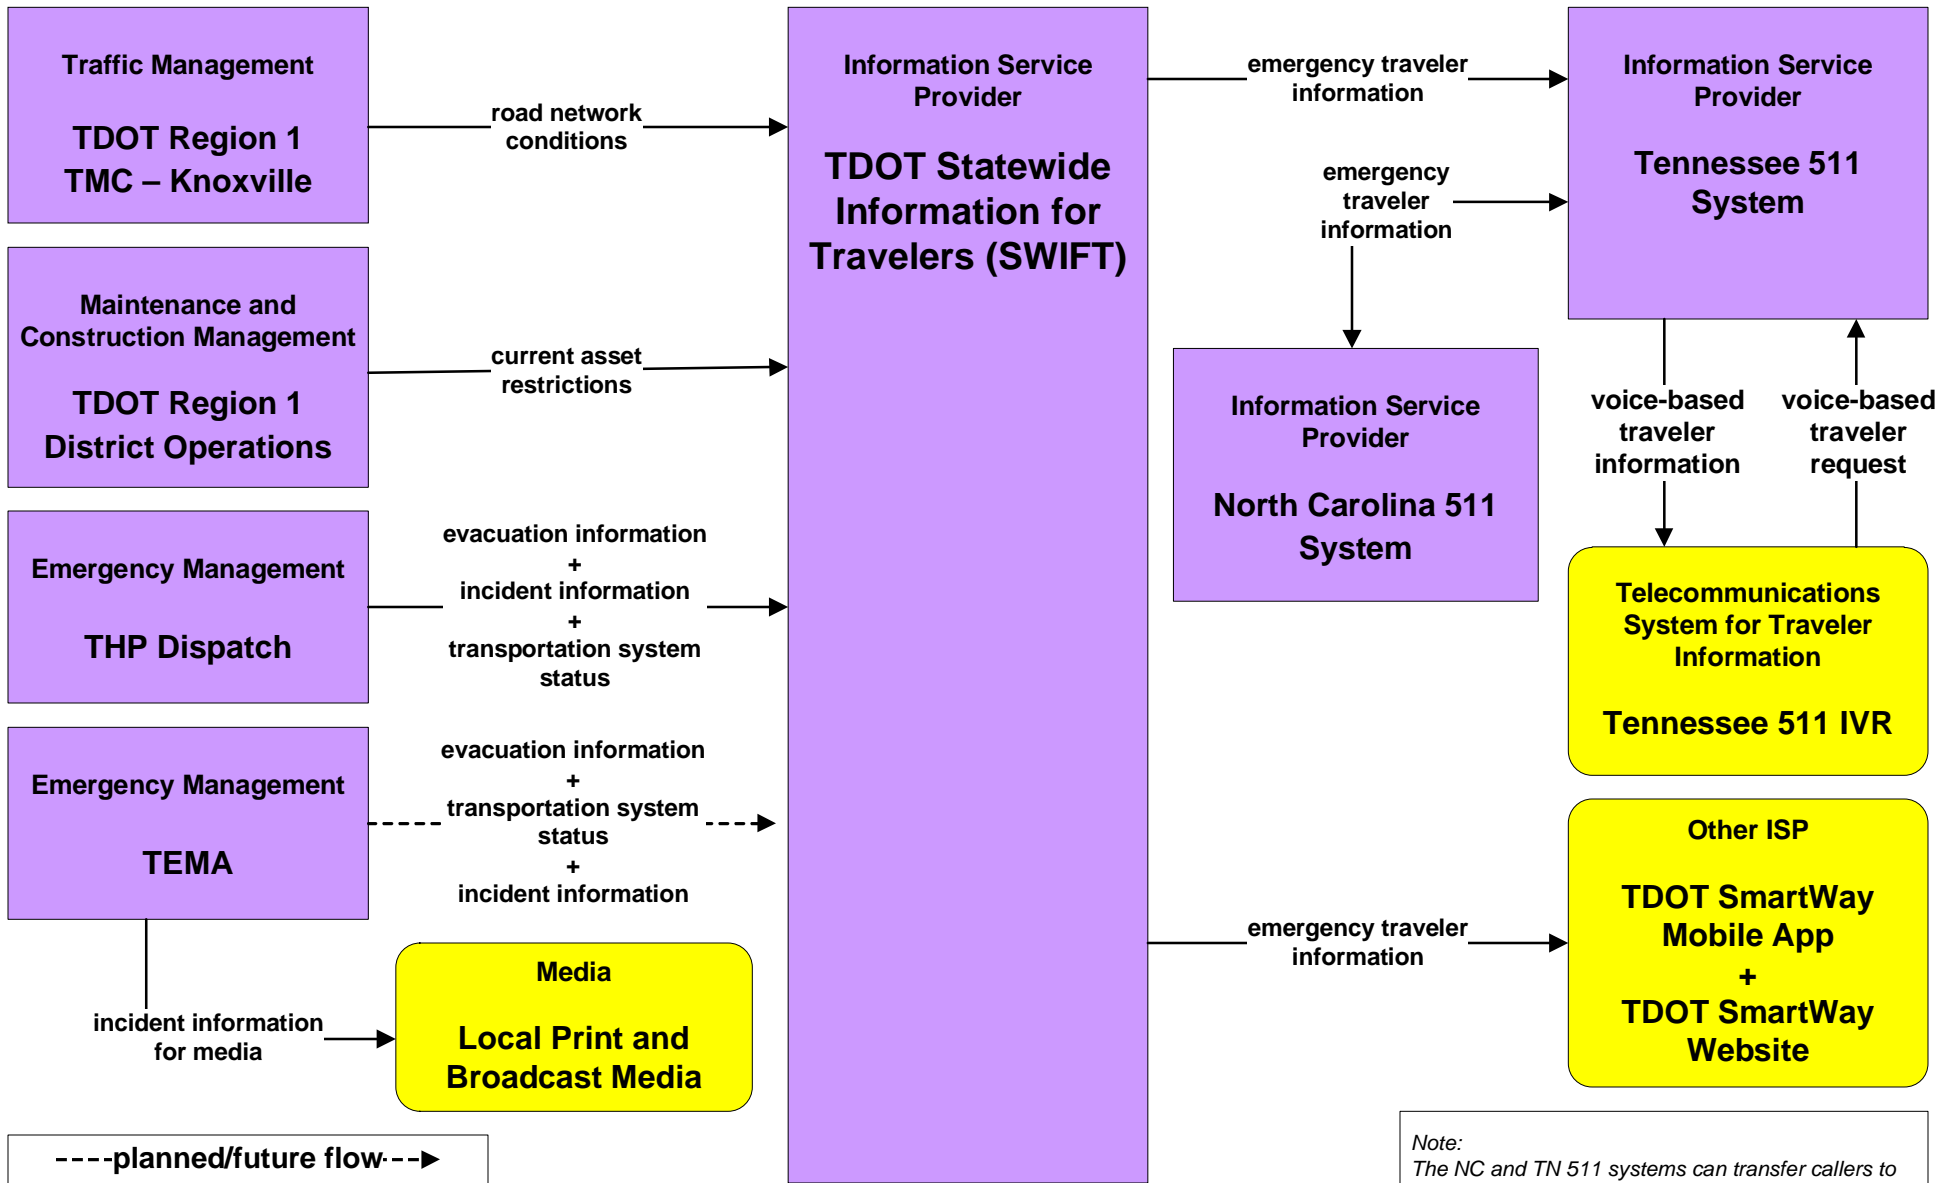 Traffic Management
TDOT Region 1
TMC – Knoxville
road network
conditions
Maintenance and
Construction Management
TDOT Region 1
District Operations
current asset
restrictions
Emergency Management
THP Dispatch
evacuation information
+
incident information
+
transportation system
status
Emergency Management
TEMA
evacuation information
+
transportation system
status
+
incident information
incident information
for media
Media
Local Print and
Broadcast Media
planned/future flow
Information Service
Provider
TDOT Statewide
Information for
Travelers (SWIFT)
emergency traveler
information
emergency
traveler
information
Information Service
Provider
Tennessee 511
System
Information Service
Provider
North Carolina 511
System
voice-based
traveler
information
voice-based
traveler
request
Telecommunications
System for Traveler
Information
Tennessee 511 IVR
emergency traveler
information
Other ISP
TDOT SmartWay
Mobile App
+
TDOT SmartWay
Website
Note:
The NC and TN 511 systems can transfer callers to